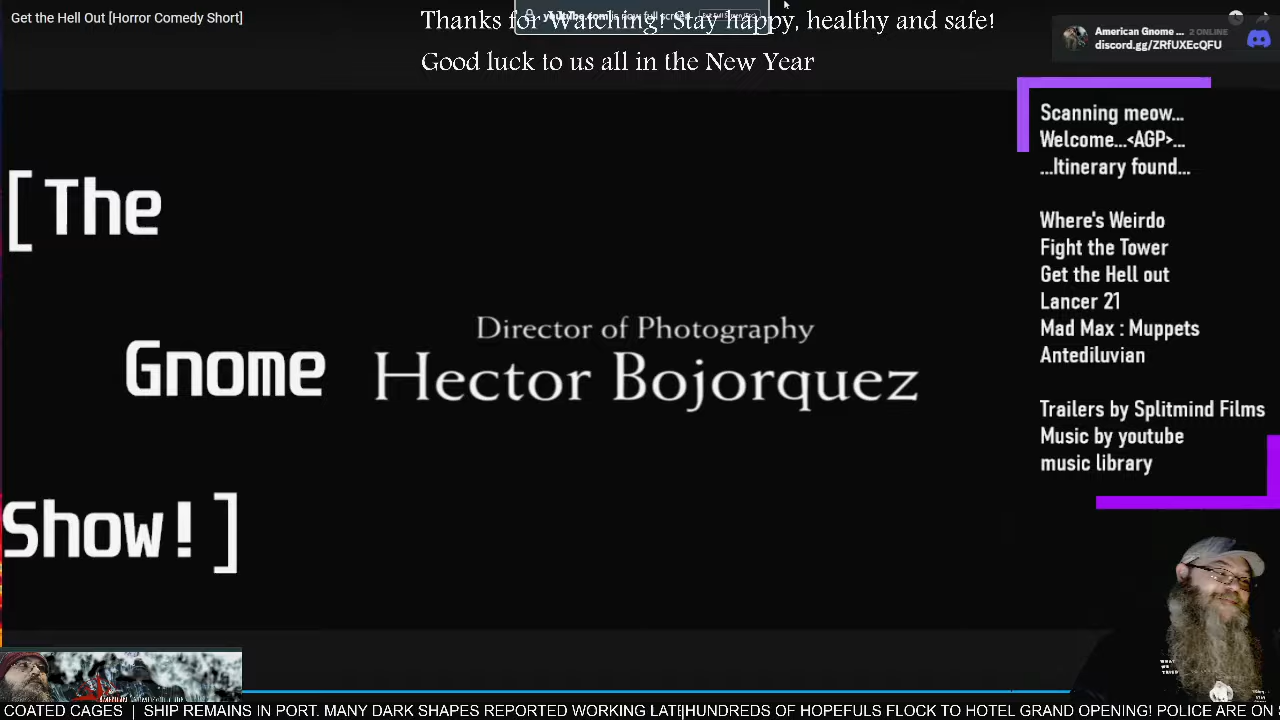 Get the Hell Out [Horror Comedy Short]
Thanks for Watching! Stay happy, healthy and safe!
Good luck to us all in the New Year
American Gnome ... 2 ONLINE
discord.gg/ZRfUXEcQFU
Scanning meow...
Welcome...<AGP>...
...Itinerary found...
Where's Weirdo
Fight the Tower
Get the Hell out
Lancer 21
Mad Max : Muppets
Antediluvian
Trailers by Splitmind Films
Music by youtube
music library
[The
Gnome
Show!]
Director of Photography
Hector Bojorquez
COATED CAGES | SHIP REMAINS IN PORT. MANY DARK SHAPES REPORTED WORKING LATE
|HUNDREDS OF HOPEFULS FLOCK TO HOTEL GRAND OPENING! POLICE ARE ON